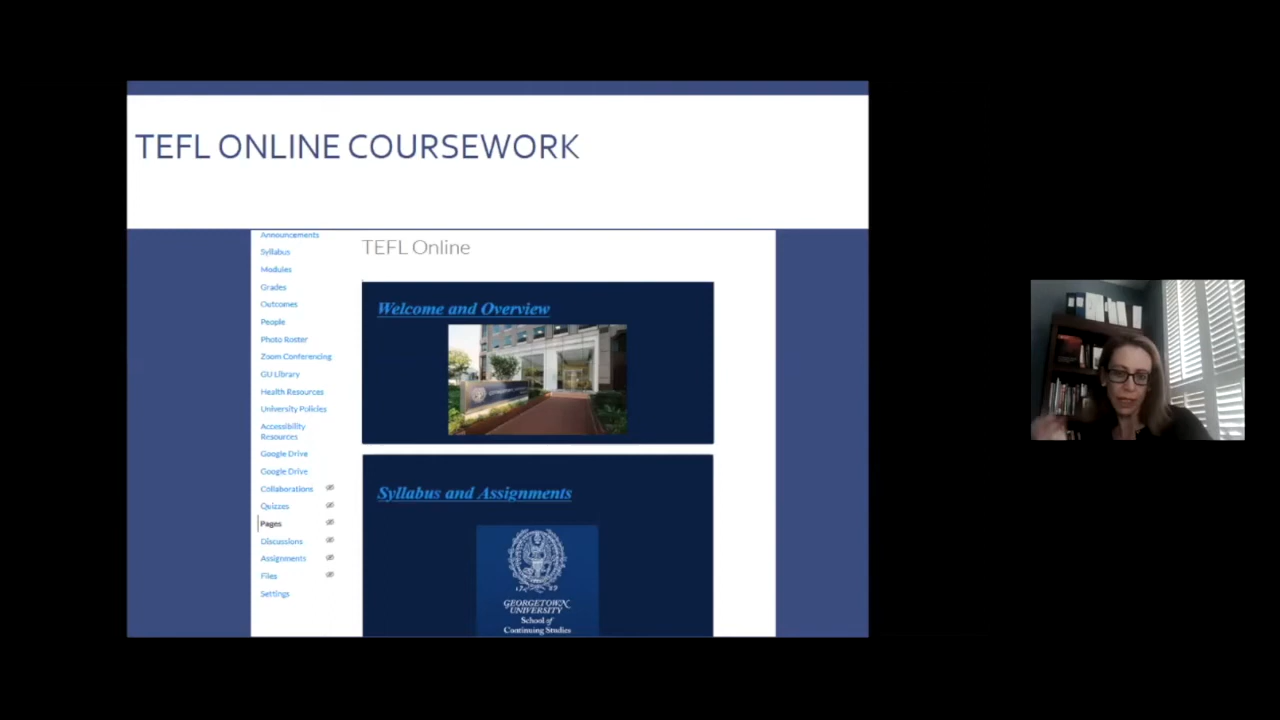 TEFL ONLINE COURSEWORK
Announcements
Syllabus
Modules
Grades
Outcomes
People
Photo Roster
Zoom Conferencing
GU Library
Health Resources
University Policies
Accessibility
Resources
Google Drive
Google Drive
Collaborations
Quizzes
Pages
Discussions
Assignments
Files
Settings
TEFL Online
Welcome and Overview
Syllabus and Assignments
GEORGETOWN
UNIVERSITY
School of
Continuing Studies